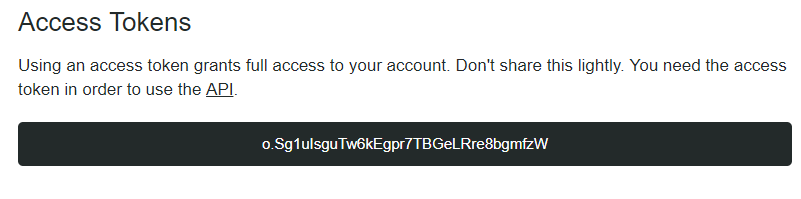 Access Tokens
Using an access token grants full access to your account. Don't share this lightly. You need the access
token in order to use the API.
o.Sg1ulsguTw6kEgpr7TBGeLRre8bgmfzW